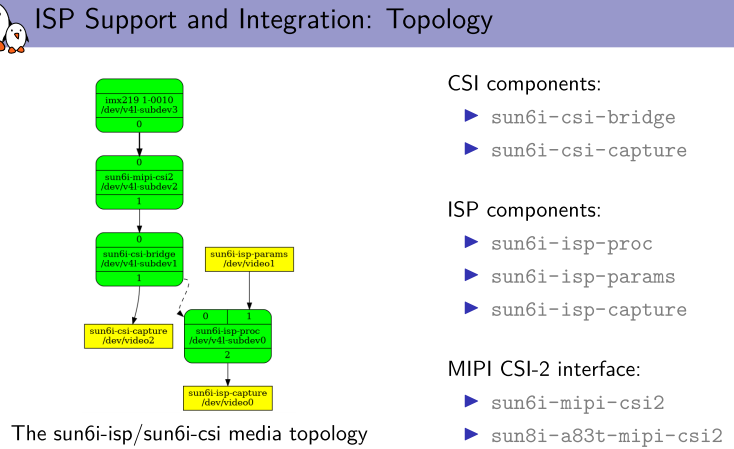 ISP Support and Integration: Topology
imx219 1-0010
/dev/v4l-subdev3
0
0
sun6i-mipi-csi2
/dev/v4l-subdev2
1
0
sun6i-csi-bridge
/dev/v4l-subdev1
1
sun6i-isp-params
/dev/video1
sun6i-csi-capture
/dev/video2
0 1
sun6i-isp-proc
/dev/v4l-subdev0
2
sun6i-isp-capture
/dev/video0
The sun6i-isp/sun6i-csi media topology
CSI components:
sun6i-csi-bridge
sun6i-csi-capture
ISP components:
sun6i-isp-proc
sun6i-isp-params
sun6i-isp-capture
MIPI CSI-2 interface:
sun6i-mipi-csi2
sun8i-a83t-mipi-csi2